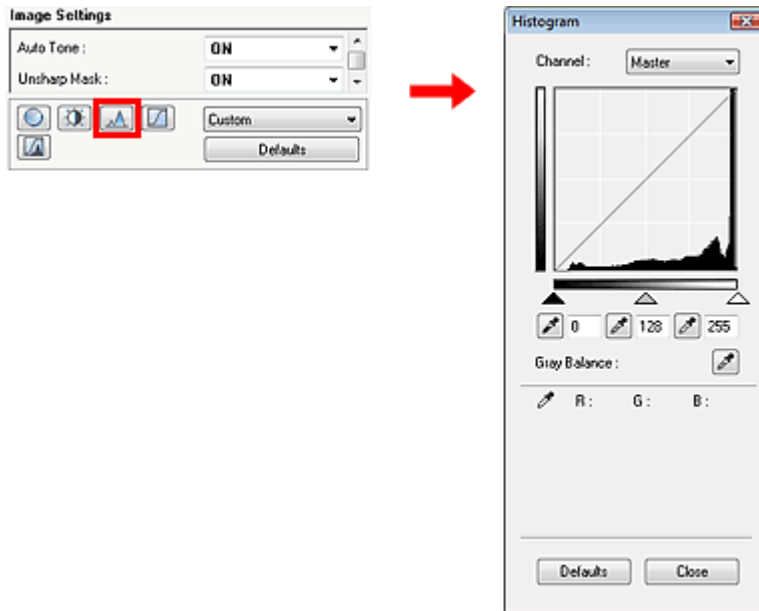 Image Settings
Auto Tone : ON
Unsharp Mask : ON
Custom
Defaults
Histogram
Channel : Master
0 128 255
Gray Balance :
R : G : B :
Defaults Close